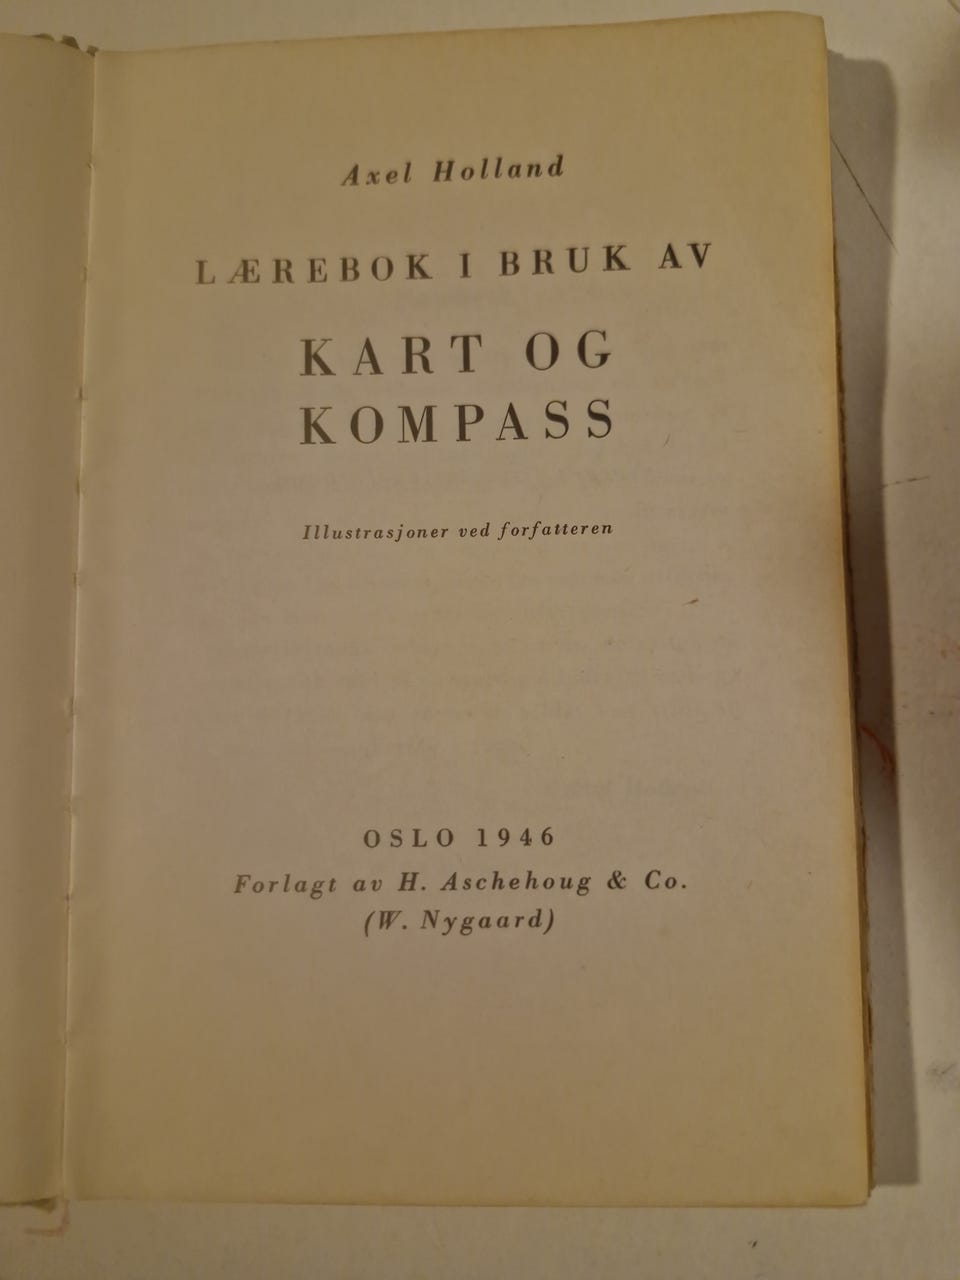 Axel Holland
LÆREBOK I BRUK AV
KART OG
KOMPASS
Illustrasjoner ved forfatteren
OSLO 1946
Forlagt av H. Aschehoug & Co.
(W. Nygaard)